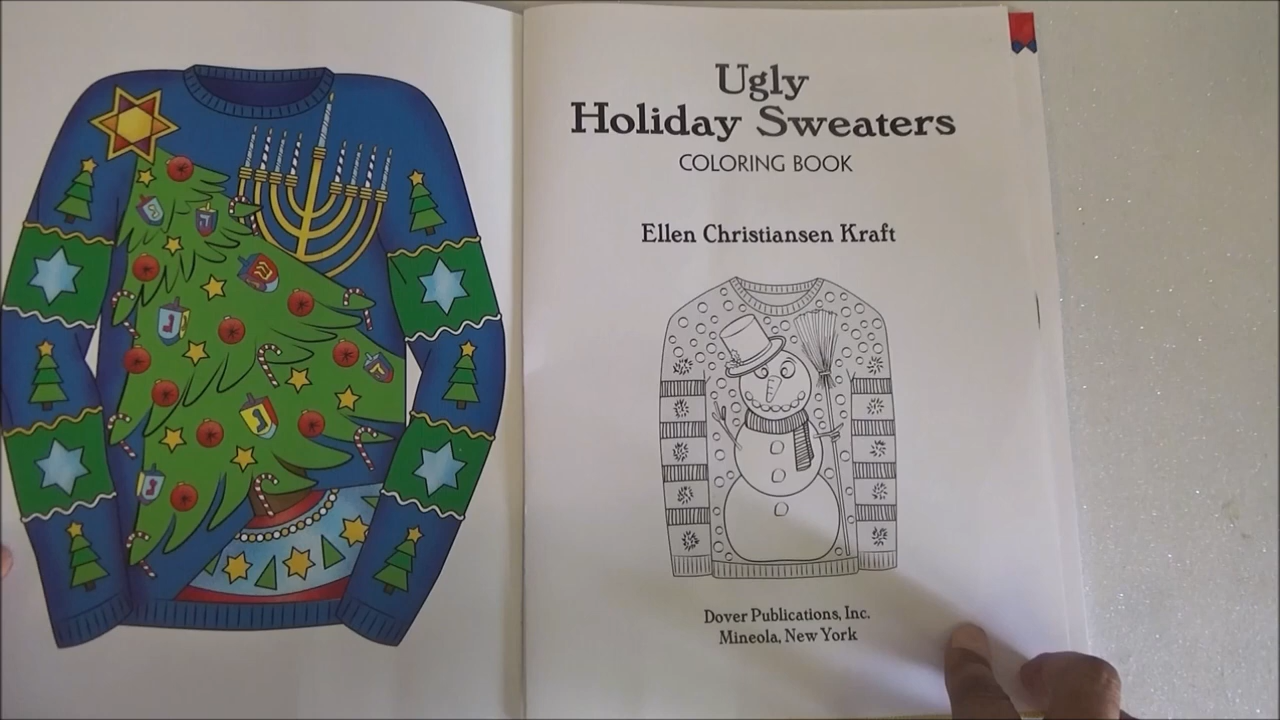 Ugly
Holiday Sweaters
COLORING BOOK
Ellen Christiansen Kraft
Dover Publications, Inc.
Mineola, New York